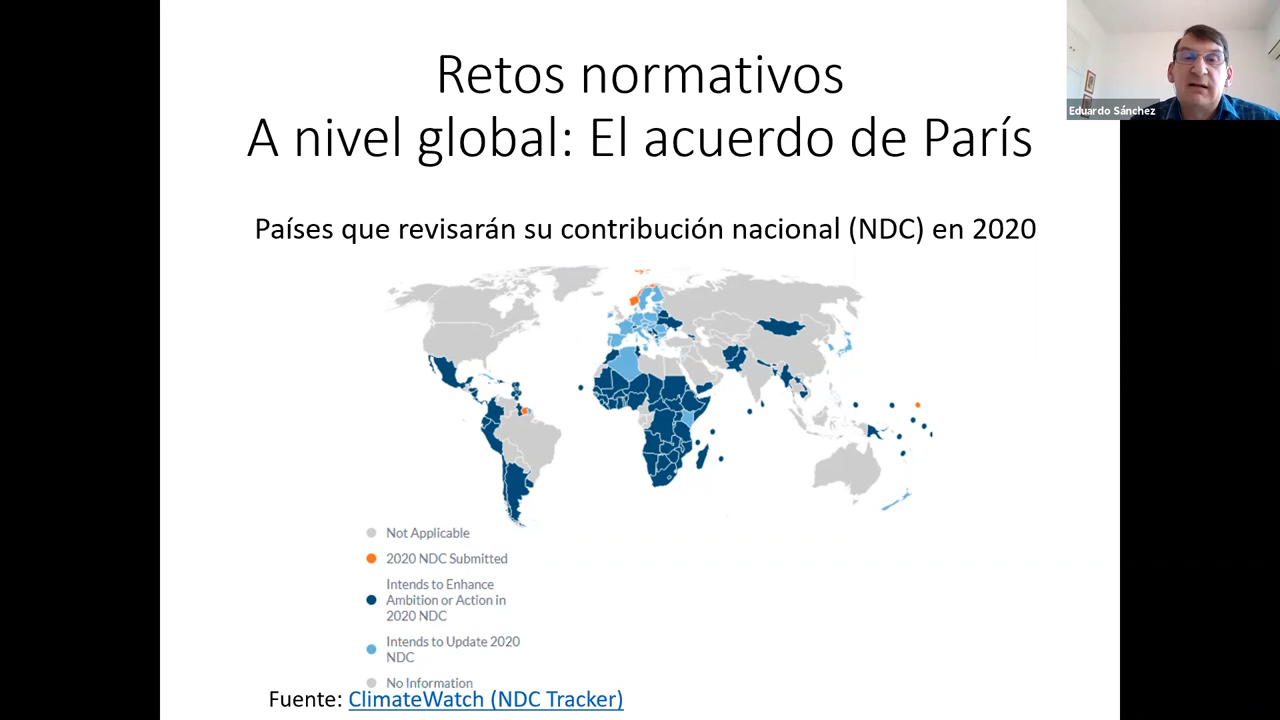 Retos normativos
A nivel global: El acuerdo de París
Eduardo Sánchez
Países que revisarán su contribución nacional (NDC) en 2020
Not Applicable
2020 NDC Submitted
Intends to Enhance
Ambition or Action in
2020 NDC
Intends to Update 2020
NDC
No Information
Fuente: ClimateWatch (NDC Tracker)